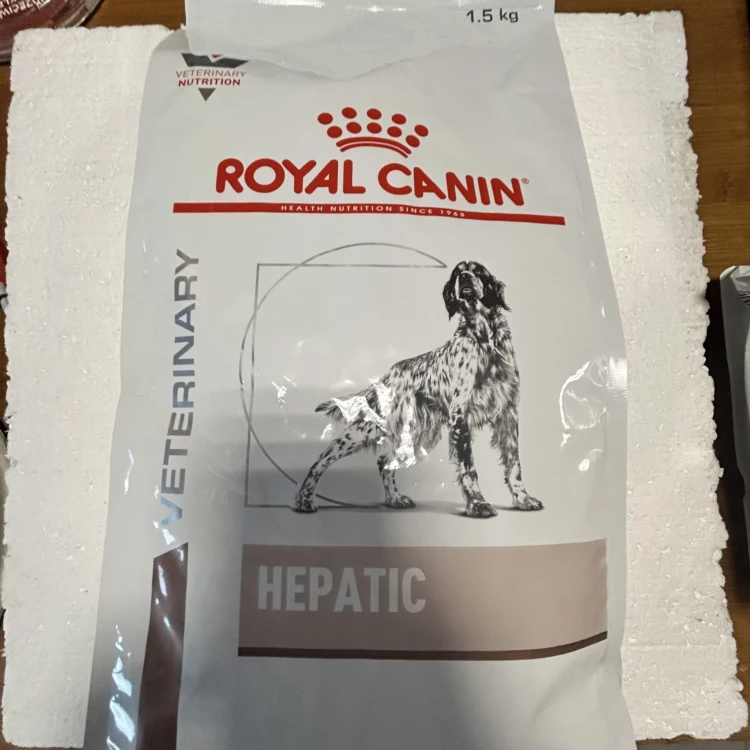 1.5 kg
VETERINARY
NUTRITION
ROYAL CANIN®
HEALTH NUTRITION SINCE 1968
VETERINARY
HEPATIC